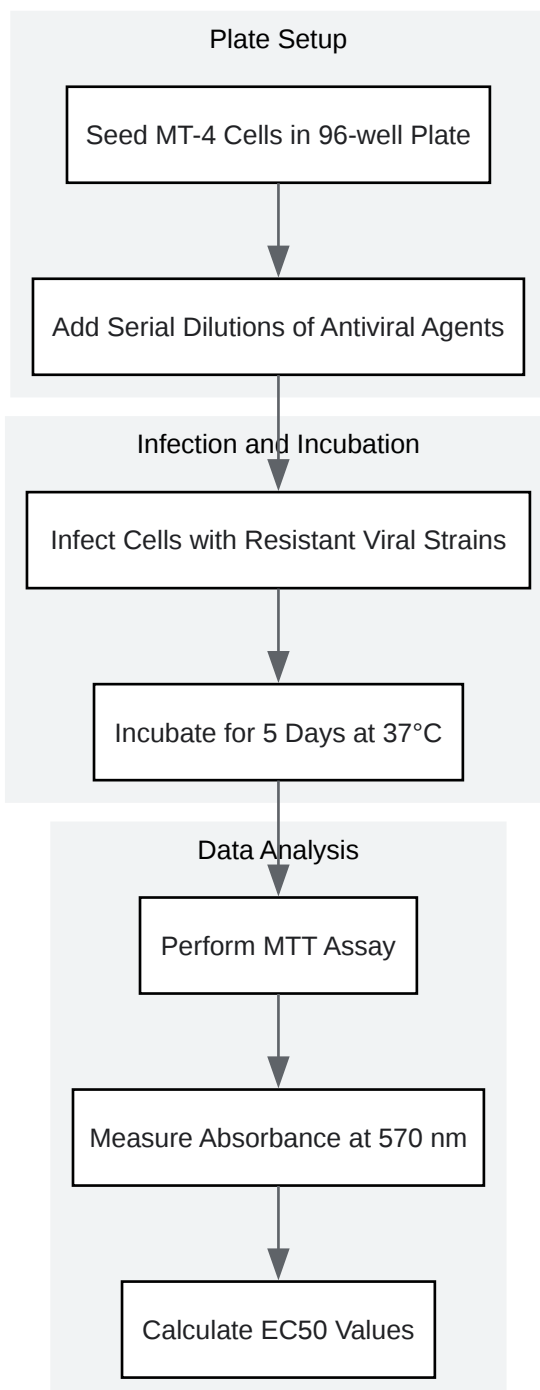 Plate Setup
Seed MT-4 Cells in 96-well Plate
Add Serial Dilutions of Antiviral Agents
Infection and Incubation
Infect Cells with Resistant Viral Strains
Incubate for 5 Days at 37°C
Data Analysis
Perform MTT Assay
Measure Absorbance at 570 nm
Calculate EC50 Values